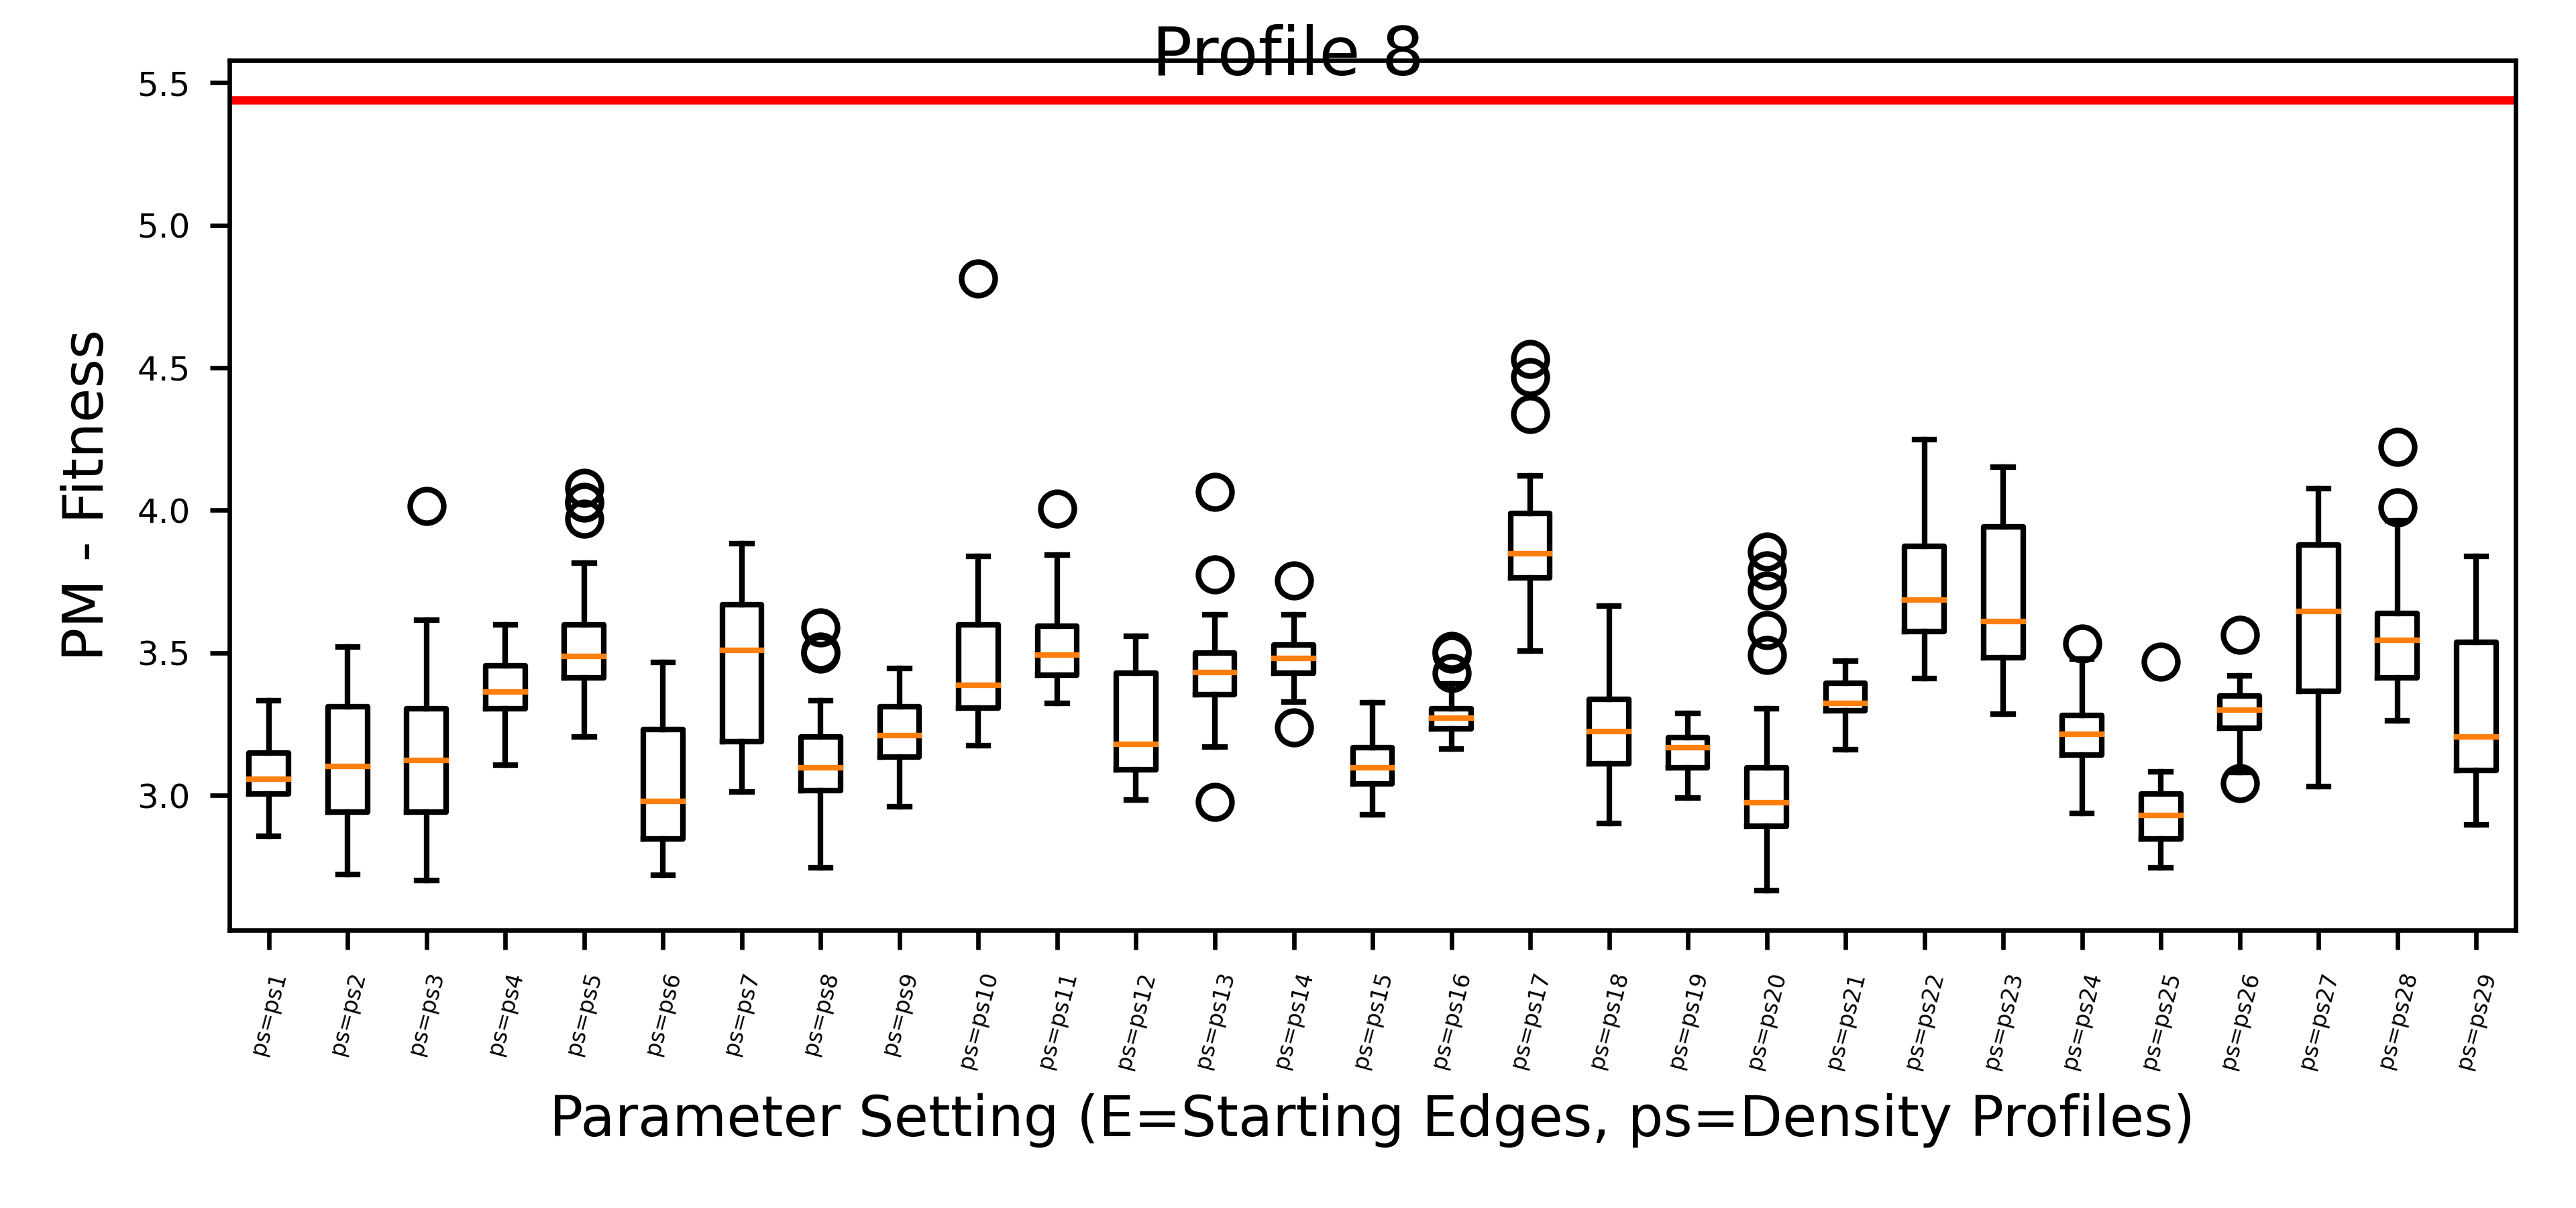 Profile 8
5.5
5.0
4.5
4.0
3.5
3.0
PM - Fitness
ps=ps1
ps=ps2
ps=ps3
ps=ps4
ps=ps5
ps=ps6
ps=ps7
ps=ps8
ps=ps9
ps=ps10
ps=ps11
ps=ps12
ps=ps13
ps=ps14
ps=ps15
ps=ps16
ps=ps17
ps=ps18
ps=ps19
ps=ps20
ps=ps21
ps=ps22
ps=ps23
ps=ps24
ps=ps25
ps=ps26
ps=ps27
ps=ps28
ps=ps29
Parameter Setting (E=Starting Edges, ps=Density Profiles)